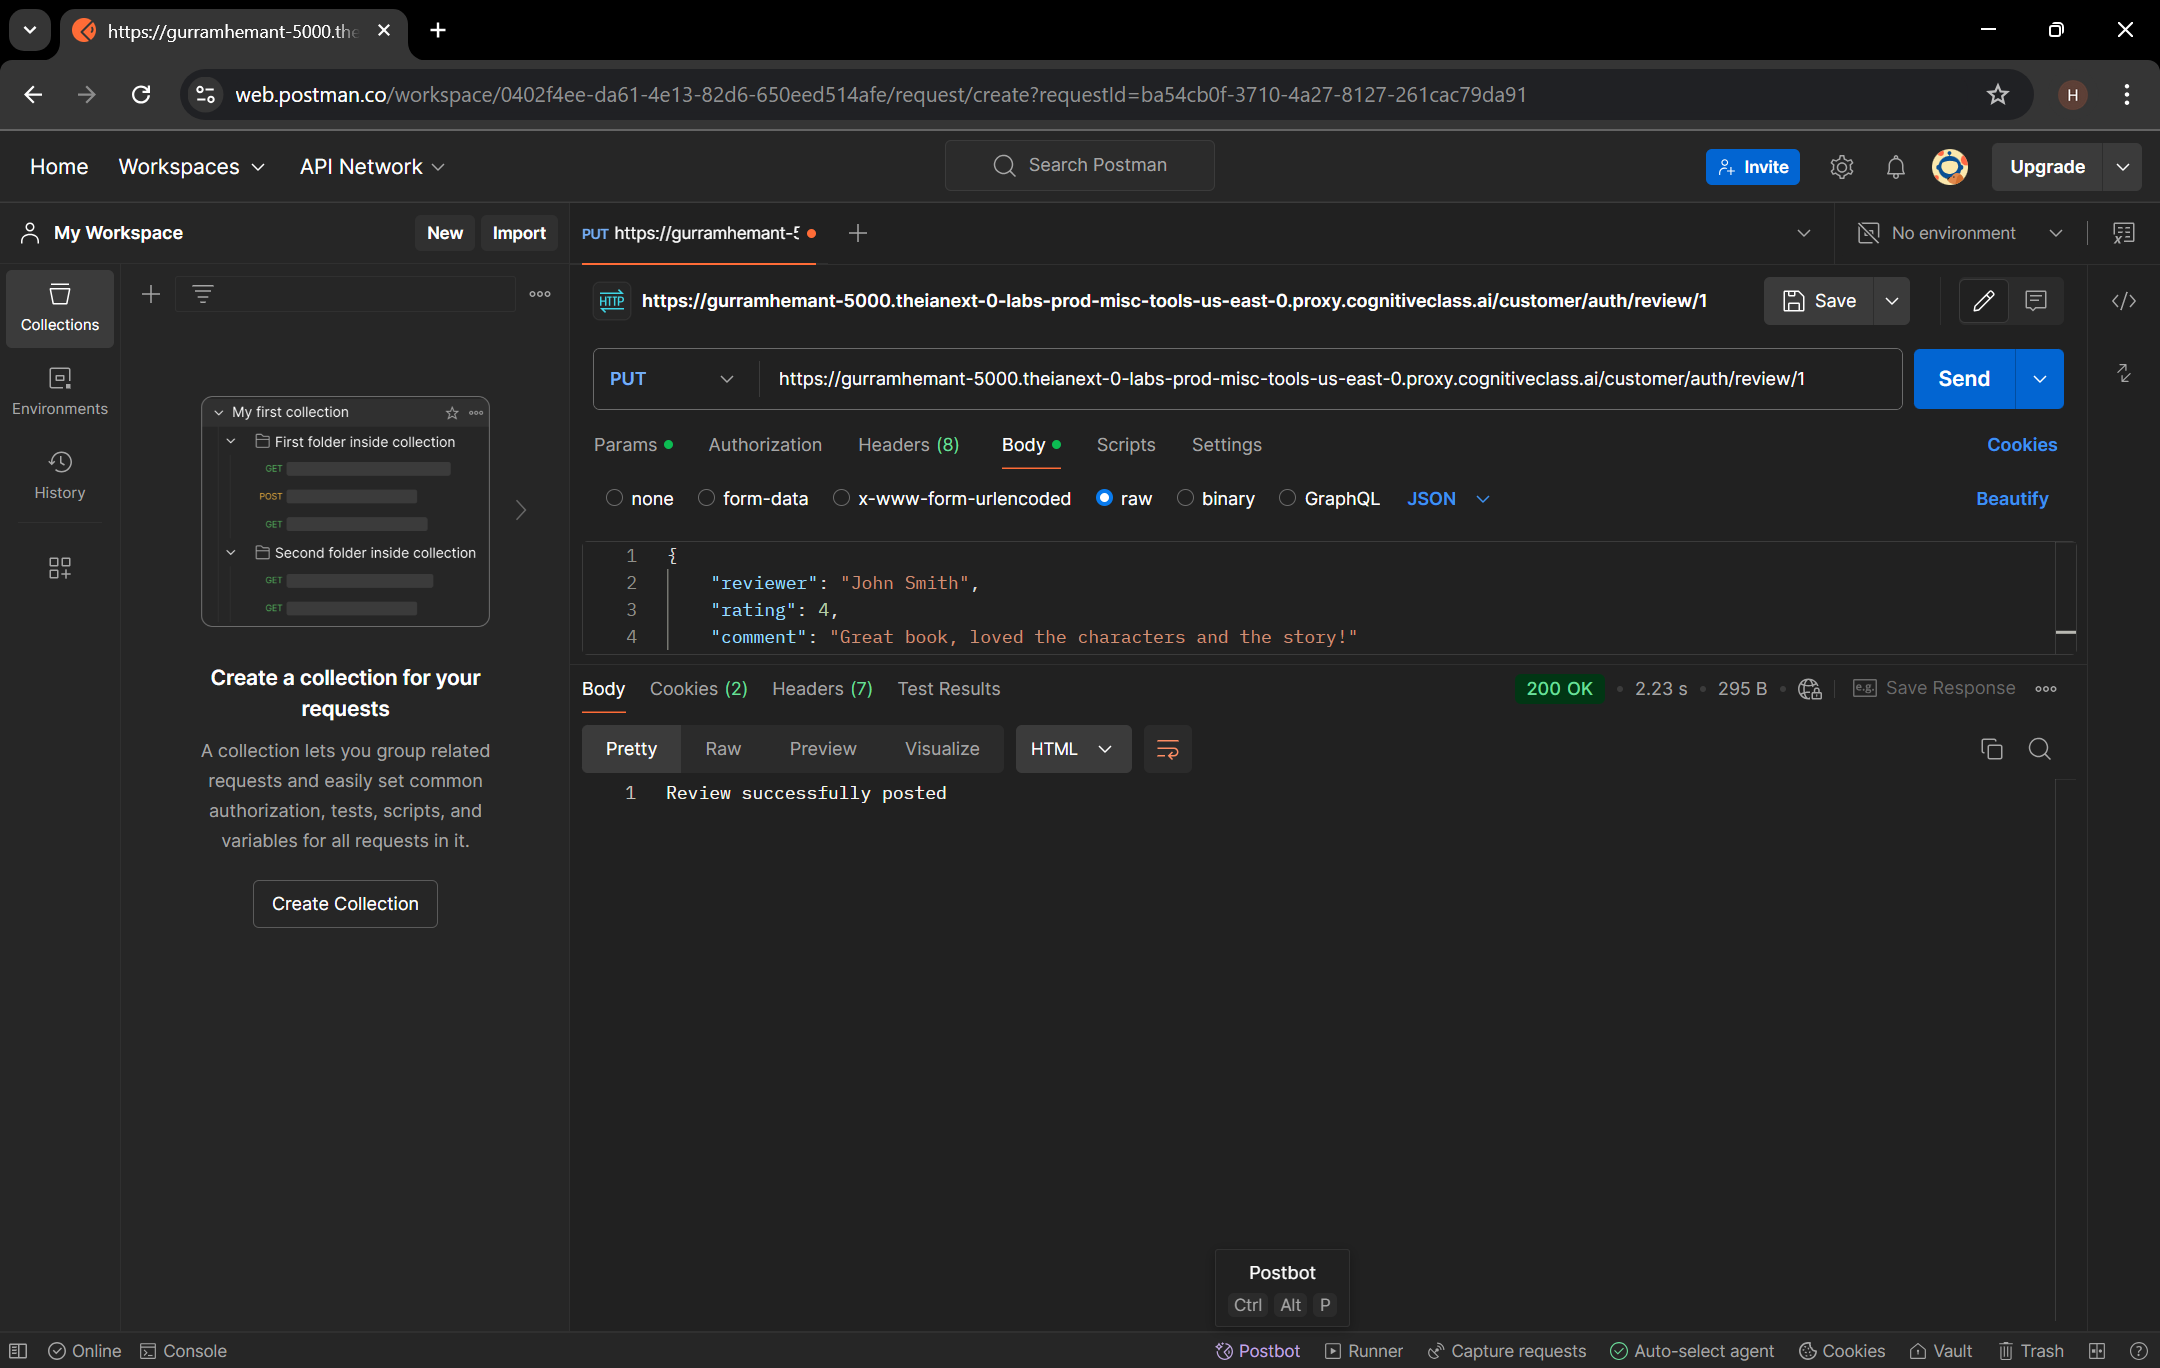 https://gurramhemant-5000.the
web.postman.co/workspace/0402f4ee-da61-4e13-82d6-650eed514afe/request/create?requestId=ba54cb0f-3710-4a27-8127-261cac79da91
H
Home Workspaces API Network Search Postman Invite Upgrade
My Workspace New Import PUT https://gurramhemant-5 No environment
Collections
Environments
History
HTTP https://gurramhemant-5000.theianext-0-labs-prod-misc-tools-us-east-0.proxy.cognitiveclass.ai/customer/auth/review/1 Save
PUT https://gurramhemant-5000.theianext-0-labs-prod-misc-tools-us-east-0.proxy.cognitiveclass.ai/customer/auth/review/1 Send
Params Authorization Headers (8) Body Scripts Settings Cookies
none form-data x-www-form-urlencoded raw binary GraphQL JSON Beautify
1 {
2 "reviewer": "John Smith",
3 "rating": 4,
4 "comment": "Great book, loved the characters and the story!"
My first collection
First folder inside collection
GET
POST
GET
Second folder inside collection
GET
GET
Create a collection for your
requests
A collection lets you group related
requests and easily set common
authorization, tests, scripts, and
variables for all requests in it.
Create Collection
Body Cookies (2) Headers (7) Test Results 200 OK 2.23 s 295 B e.g. Save Response
Pretty Raw Preview Visualize HTML
1 Review successfully posted
Postbot
Ctrl Alt P
Online Console Postbot Runner Capture requests Auto-select agent Cookies Vault Trash